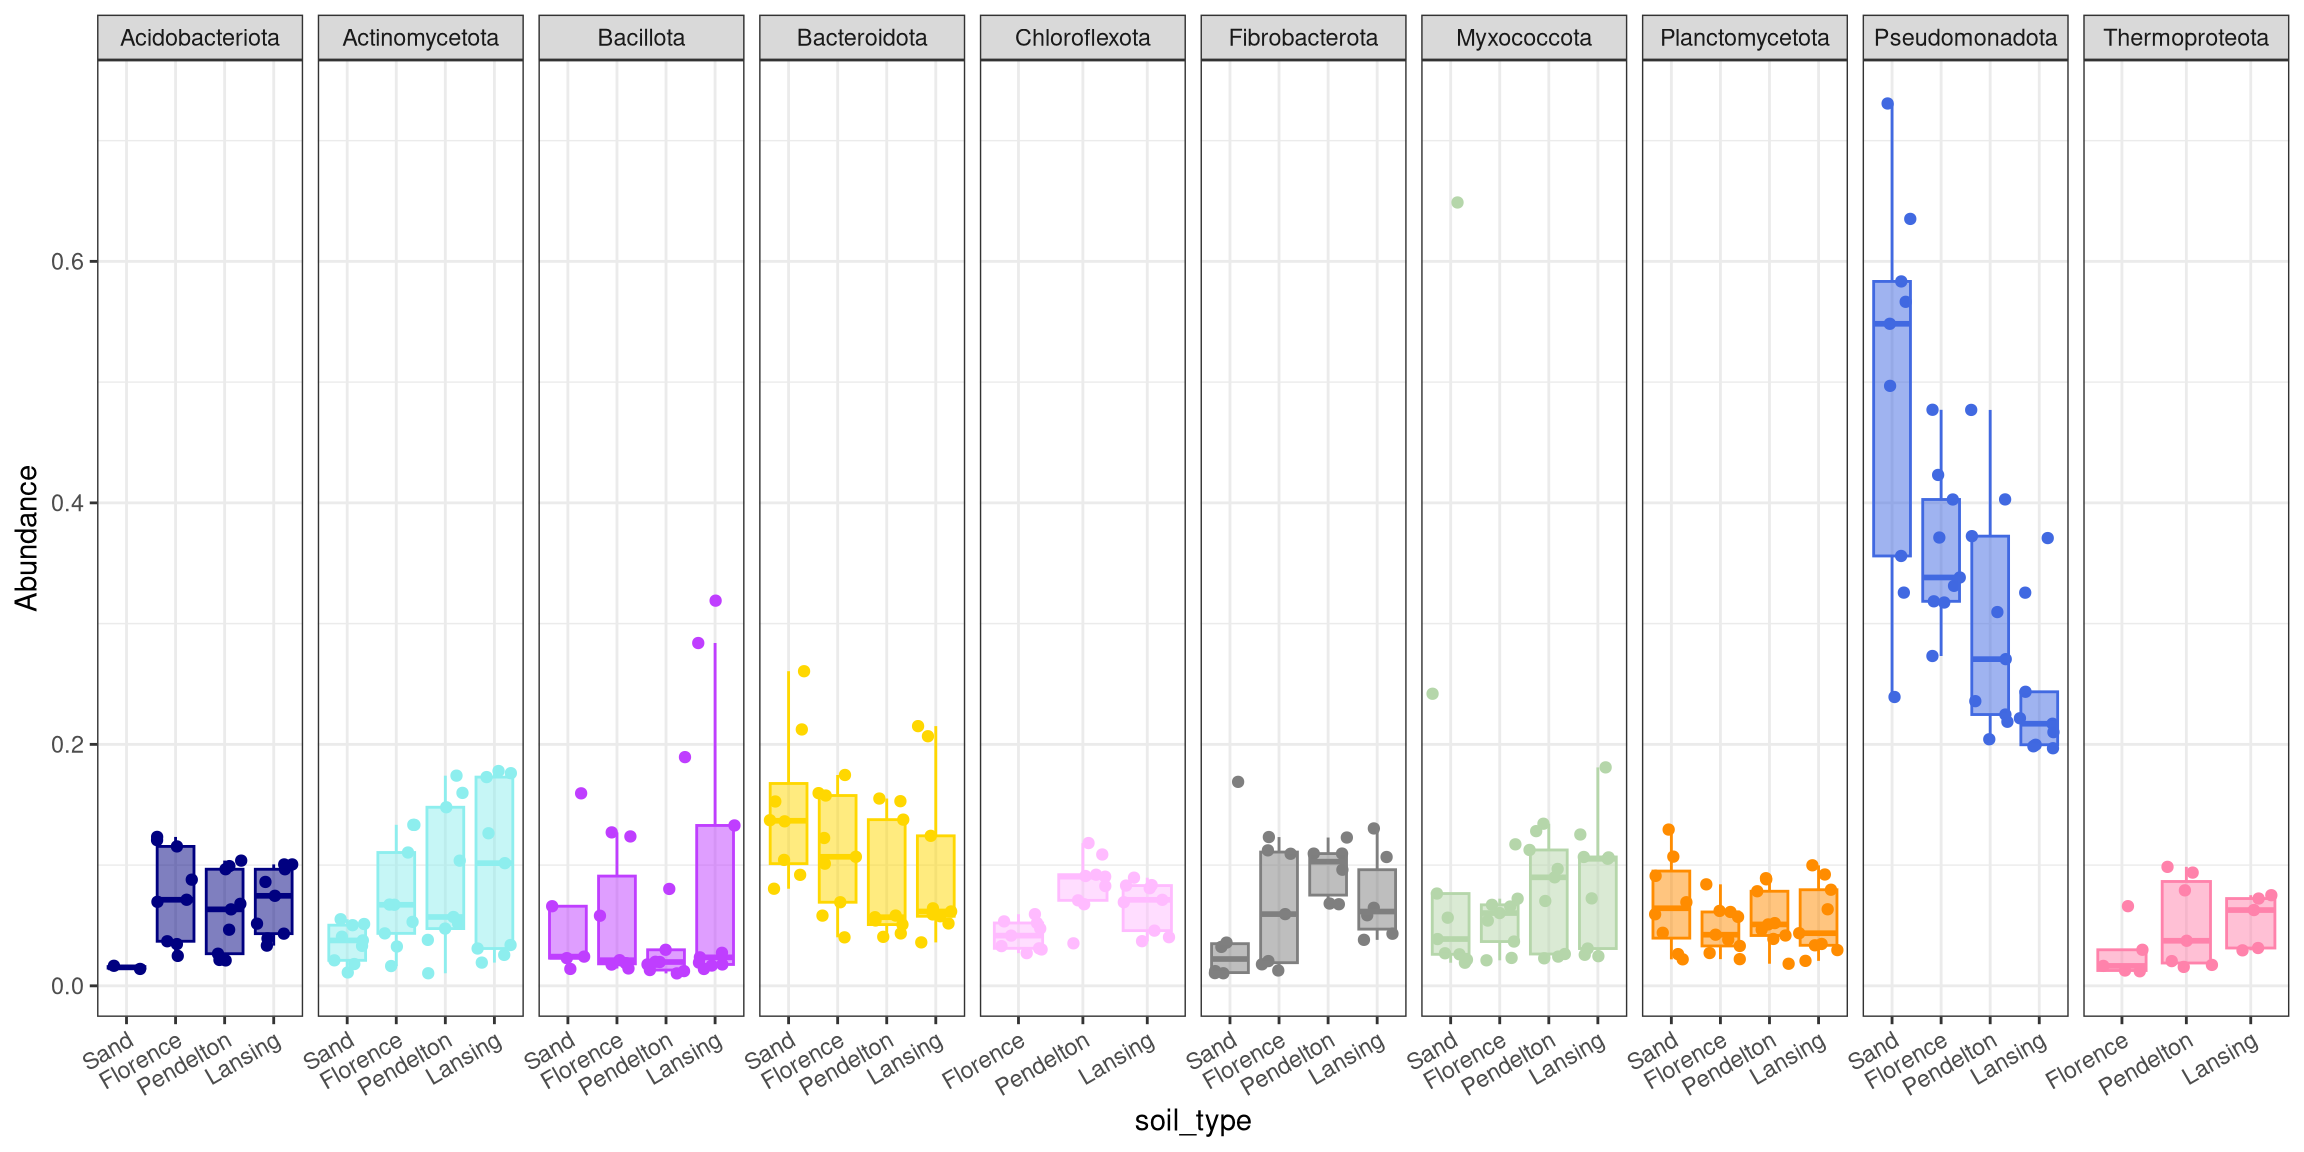 Acidobacteriota Actinomycetota Bacillota Bacteroidota Chloroflexota Fibrobacterota Myxococcota Planctomycetota Pseudomonadota Thermoproteota
Abundance
0.6
0.4
0.2
0.0
Sand Florence Pendelton Lansing Sand Florence Pendelton Lansing Sand Florence Pendelton Lansing Sand Florence Pendelton Lansing Florence Pendelton Lansing Sand Florence Pendelton Lansing Sand Florence Pendelton Lansing Sand Florence Pendelton Lansing Sand Florence Pendelton Lansing Florence Pendelton Lansing
soil_type